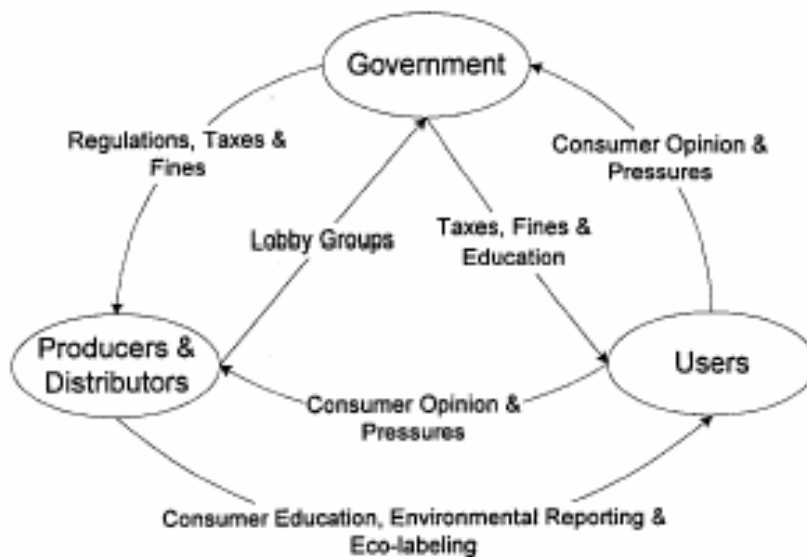 Government
Regulations, Taxes &
Fines
Consumer Opinion &
Pressures
Lobby Groups
Taxes, Fines &
Education
Producers &
Distributors
Users
Consumer Opinion &
Pressures
Consumer Education, Environmental Reporting &
Eco-labeling